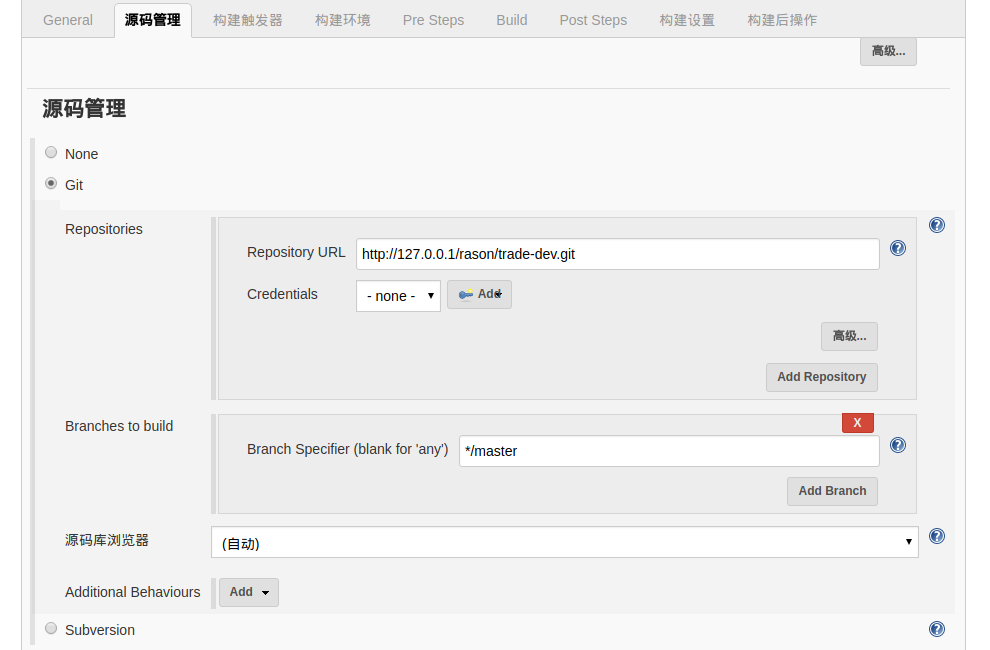 General 源码管理 构建触发器 构建环境 Pre Steps Build Post Steps 构建设置 构建后操作
高级...
源码管理
None
Git
Repositories
Repository URL http://127.0.0.1/rason/trade-dev.git
Credentials - none - Add
高级...
Add Repository
Branches to build
X
Branch Specifier (blank for 'any') */master
Add Branch
源码库浏览器 (自动)
Additional Behaviours Add
Subversion